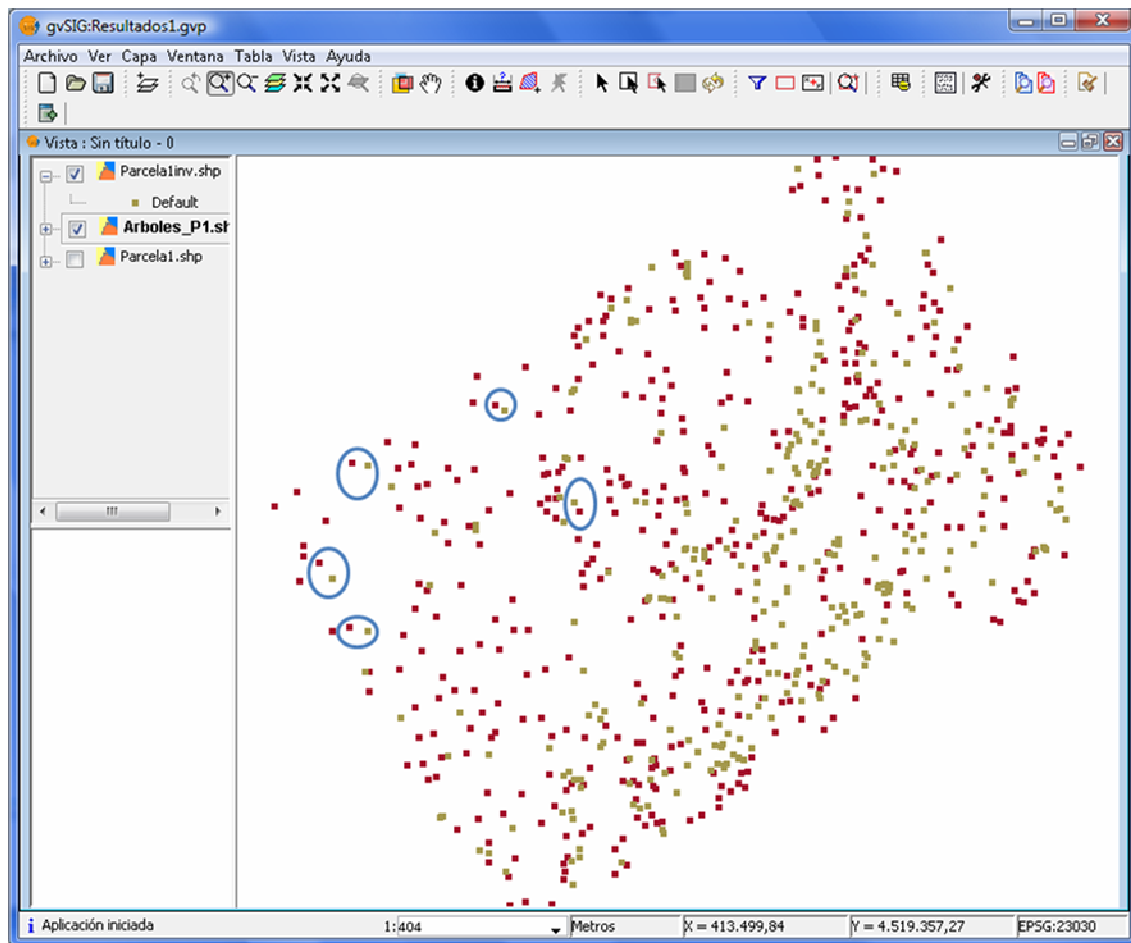 gvSIG:Resultados1.gvp
Archivo Ver Capa Ventana Tabla Vista Ayuda
Vista : Sin título - 0
Parcela1inv.shp
Default
Arboles_P1.sh
Parcela1.shp
Aplicación iniciada 1:404 Metros X = 413.499,84 Y = 4.519.357,27 EPSG:23030